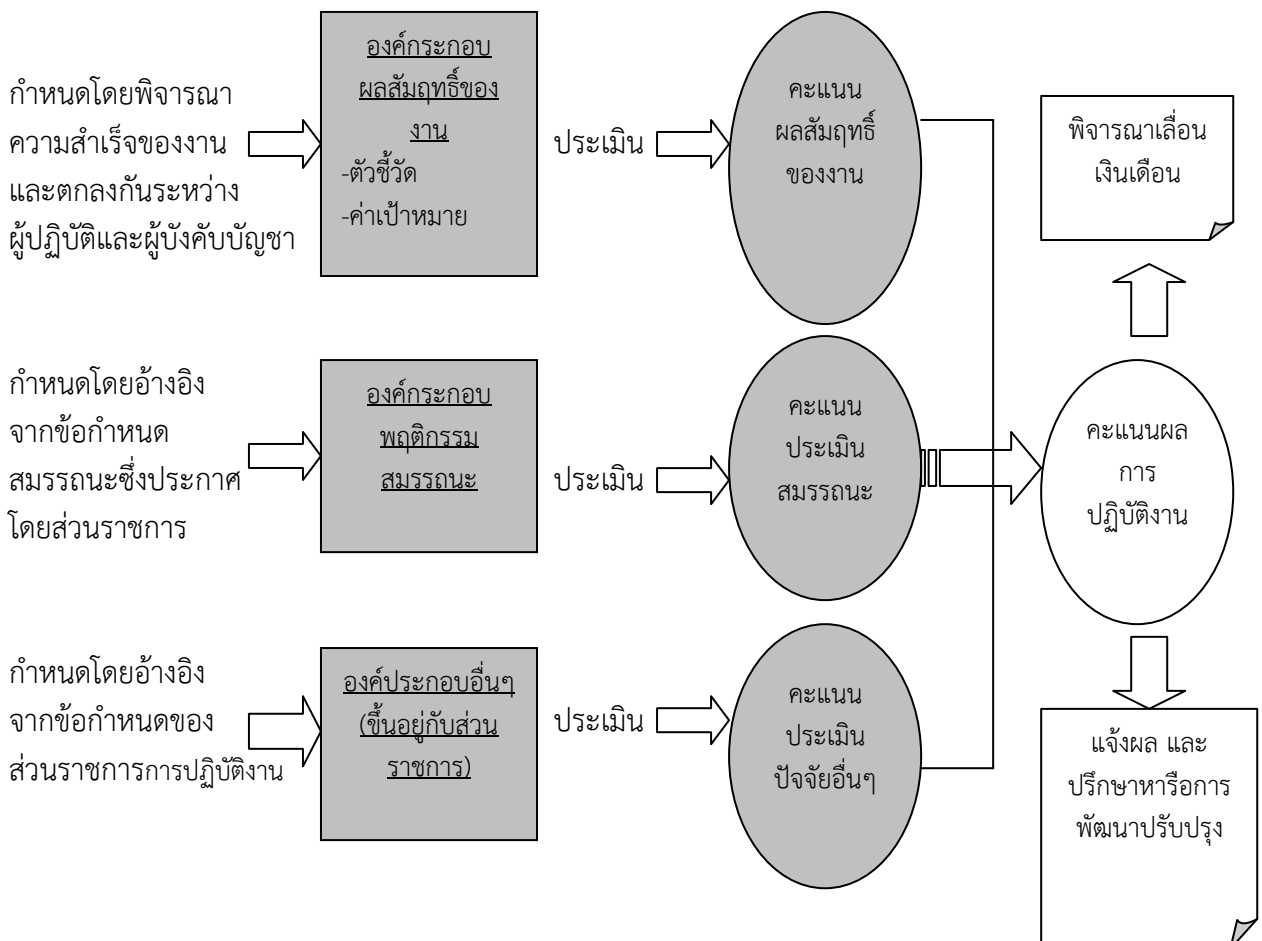 กำหนดโดยพิจารณา
ความสำเร็จของงาน
และตกลงกันระหว่าง
ผู้ปฏิบัติและผู้บังคับบัญชา
องค์กระกอบ
ผลสัมฤทธิ์ของ
งาน
-ตัวชี้วัด
-ค่าเป้าหมาย
ประเมิน
คะแนน
ผลสัมฤทธิ์
ของงาน
พิจารณาเลื่อน
เงินเดือน
กำหนดโดยอ้างอิง
จากข้อกำหนด
สมรรถนะซึ่งประกาศ
โดยส่วนราชการ
องค์กระกอบ
พฤติกรรม
สมรรถนะ
ประเมิน
คะแนน
ประเมิน
สมรรถนะ
คะแนนผล
การ
ปฏิบัติงาน
กำหนดโดยอ้างอิง
จากข้อกำหนดของ
ส่วนราชการการปฏิบัติงาน
องค์ประกอบอื่นๆ
(ขึ้นอยู่กับส่วน
ราชการ)
ประเมิน
คะแนน
ประเมิน
ปัจจัยอื่นๆ
แจ้งผล และ
ปรึกษาหารือการ
พัฒนาปรับปรุง